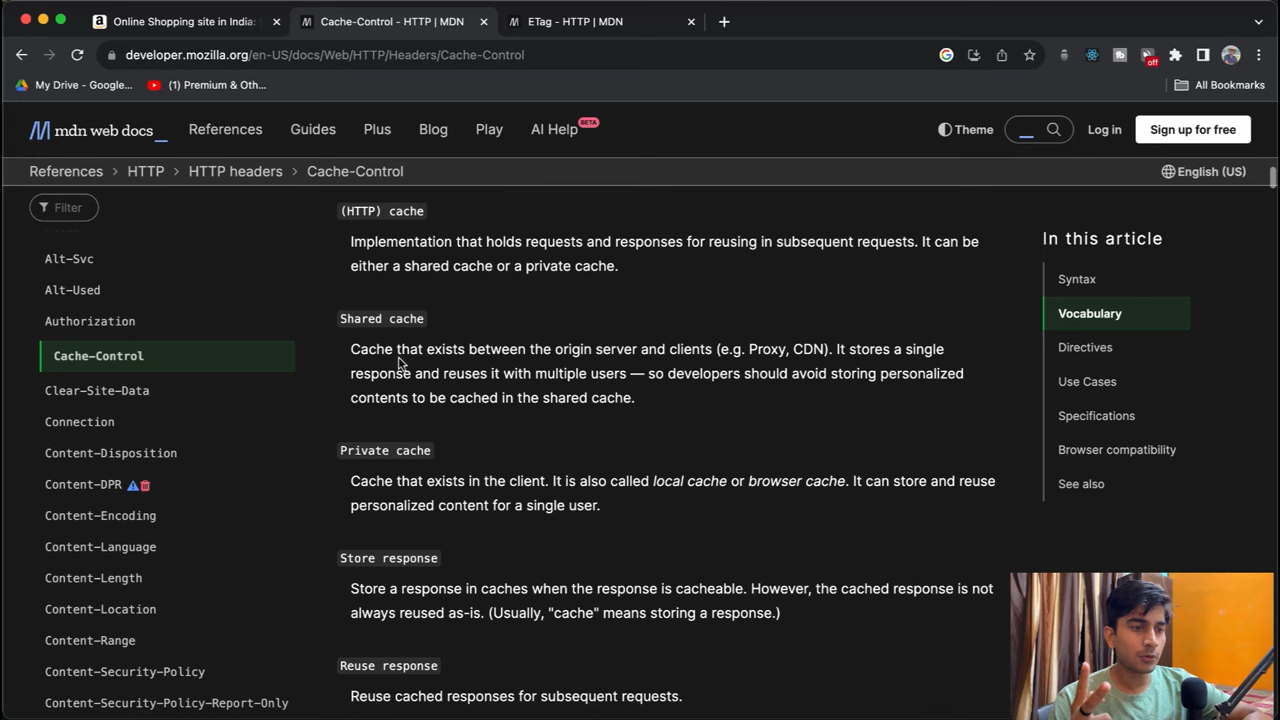 Online Shopping site in India:
Cache-Control - HTTP | MDN
ETag - HTTP | MDN
developer.mozilla.org/en-US/docs/Web/HTTP/Headers/Cache-Control
off
My Drive - Google...
(1) Premium & Oth...
All Bookmarks
mdn web docs_
References
Guides
Plus
Blog
Play
AI Help BETA
Theme
Log in
Sign up for free
References > HTTP > HTTP headers > Cache-Control
English (US)
Filter
Alt-Svc
Alt-Used
Authorization
Cache-Control
Clear-Site-Data
Connection
Content-Disposition
Content-DPR
Content-Encoding
Content-Language
Content-Length
Content-Location
Content-Range
Content-Security-Policy
Content-Security-Policy-Report-Only
(HTTP) cache
Implementation that holds requests and responses for reusing in subsequent requests. It can be
either a shared cache or a private cache.
Shared cache
Cache that exists between the origin server and clients (e.g. Proxy, CDN). It stores a single
response and reuses it with multiple users — so developers should avoid storing personalized
contents to be cached in the shared cache.
Private cache
Cache that exists in the client. It is also called local cache or browser cache. It can store and reuse
personalized content for a single user.
Store response
Store a response in caches when the response is cacheable. However, the cached response is not
always reused as-is. (Usually, "cache" means storing a response.)
Reuse response
Reuse cached responses for subsequent requests.
In this article
Syntax
Vocabulary
Directives
Use Cases
Specifications
Browser compatibility
See also